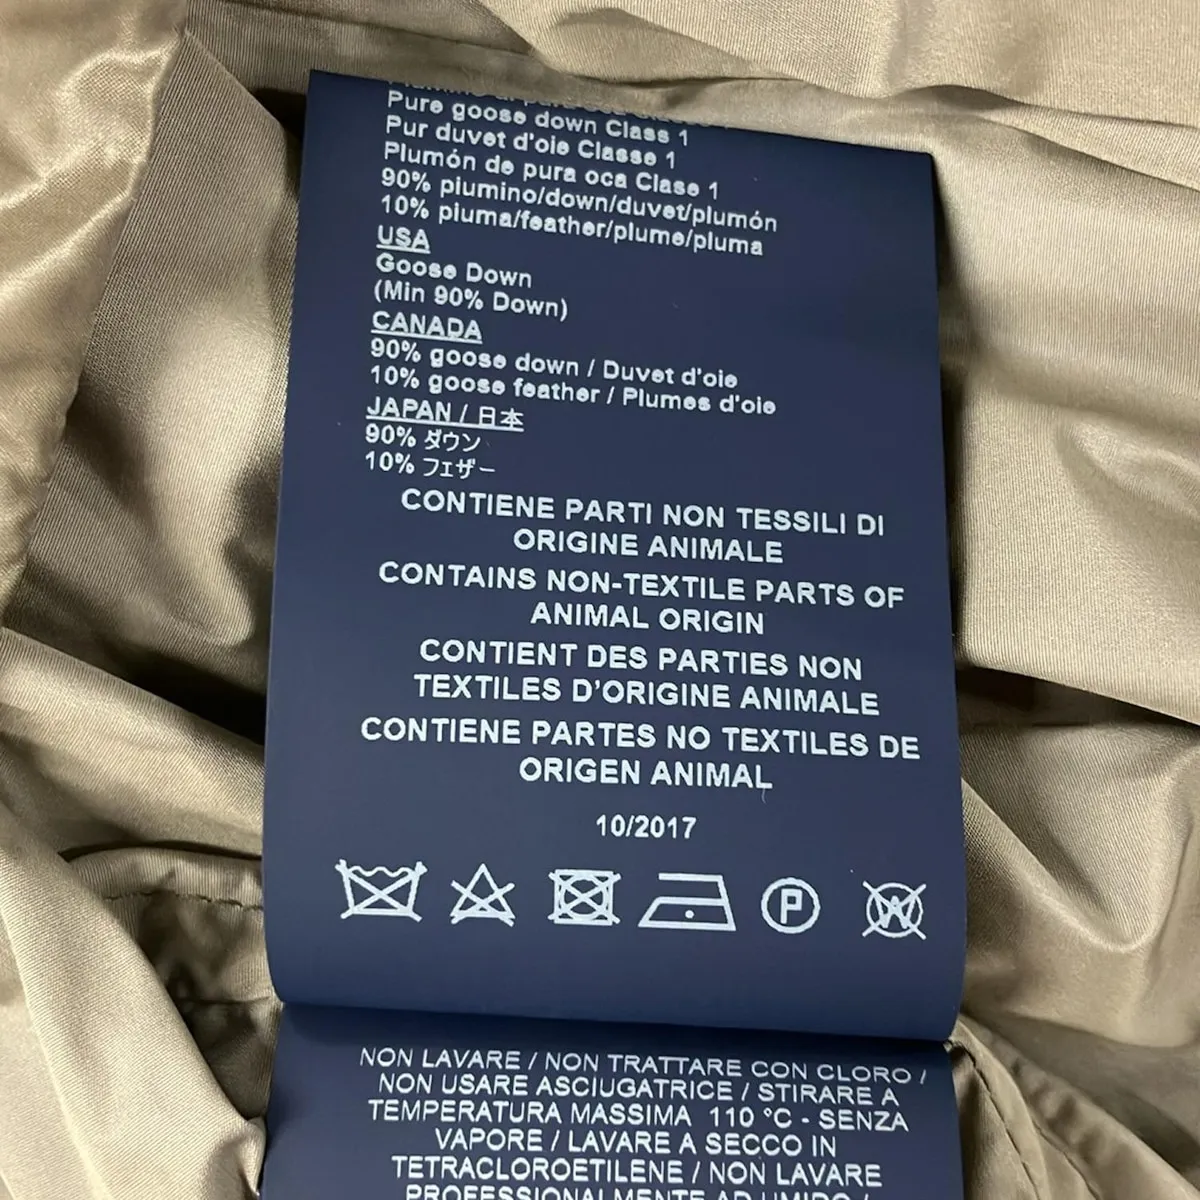 Pure goose down Class 1
Pur duvet d'oie Classe 1
Plumón de pura oca Clase 1
90% piumino/down/duvet/plumón
10% piuma/feather/plume/pluma
USA
Goose Down
(Min 90% Down)
CANADA
90% goose down / Duvet d'oie
10% goose feather / Plumes d'oie
JAPAN / 日本
90% ダウン
10% フェザー
CONTIENE PARTI NON TESSILI DI
ORIGINE ANIMALE
CONTAINS NON-TEXTILE PARTS OF
ANIMAL ORIGIN
CONTIENT DES PARTIES NON
TEXTILES D'ORIGINE ANIMALE
CONTIENE PARTES NO TEXTILES DE
ORIGEN ANIMAL
10/2017
P W
NON LAVARE / NON TRATTARE CON CLORO /
NON USARE ASCIUGATRICE / STIRARE A
TEMPERATURA MASSIMA 110 °C - SENZA
VAPORE / LAVARE A SECCO IN
TETRACLOROETILENE / NON LAVARE
PROFESSIONALMENTE AD UMIDO /